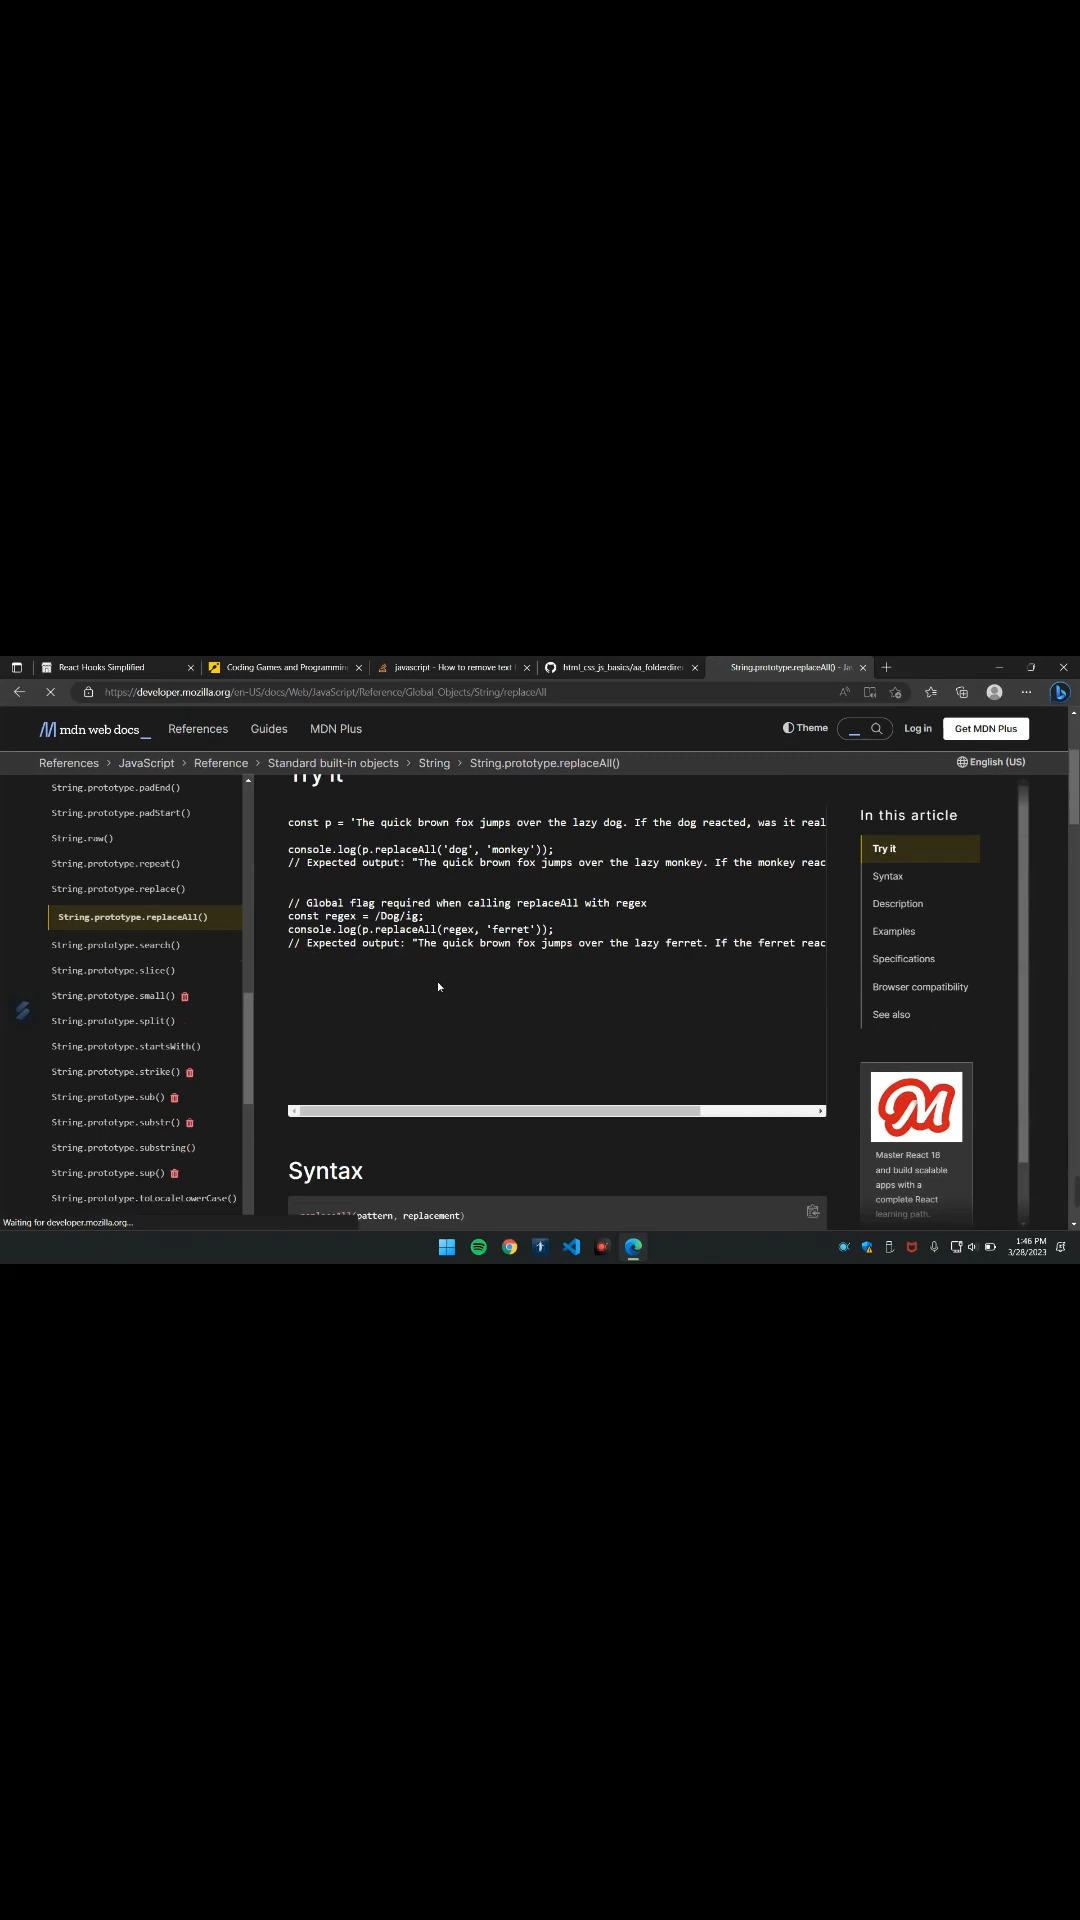 React Hooks Simplified
Coding Games and Programmin
javascript - How to remove text
html_css_js_basics/aa_folderdire
String.prototype.replaceAll() - Ja
https://developer.mozilla.org/en-US/docs/Web/JavaScript/Reference/Global_Objects/String/replaceAll
mdn web docs_
References
Guides
MDN Plus
Theme
Log in
Get MDN Plus
References > JavaScript > Reference > Standard built-in objects > String > String.prototype.replaceAll()
English (US)
String.prototype.padEnd()
String.prototype.padStart()
String.raw()
String.prototype.repeat()
String.prototype.replace()
String.prototype.replaceAll()
String.prototype.search()
String.prototype.slice()
String.prototype.small()
String.prototype.split()
String.prototype.startsWith()
String.prototype.strike()
String.prototype.sub()
String.prototype.substr()
String.prototype.substring()
String.prototype.sup()
String.prototype.toLocaleLowerCase()
Waiting for developer.mozilla.org...
Try it
const p = 'The quick brown fox jumps over the lazy dog. If the dog reacted, was it real
console.log(p.replaceAll('dog', 'monkey'));
// Expected output: "The quick brown fox jumps over the lazy monkey. If the monkey reac
// Global flag required when calling replaceAll with regex
const regex = /Dog/ig;
console.log(p.replaceAll(regex, 'ferret'));
// Expected output: "The quick brown fox jumps over the lazy ferret. If the ferret reac
Syntax
replaceAll(pattern, replacement)
In this article
Try it
Syntax
Description
Examples
Specifications
Browser compatibility
See also
Master React 18
and build scalable
apps with a
complete React
learning path.
1:46 PM
3/28/2023